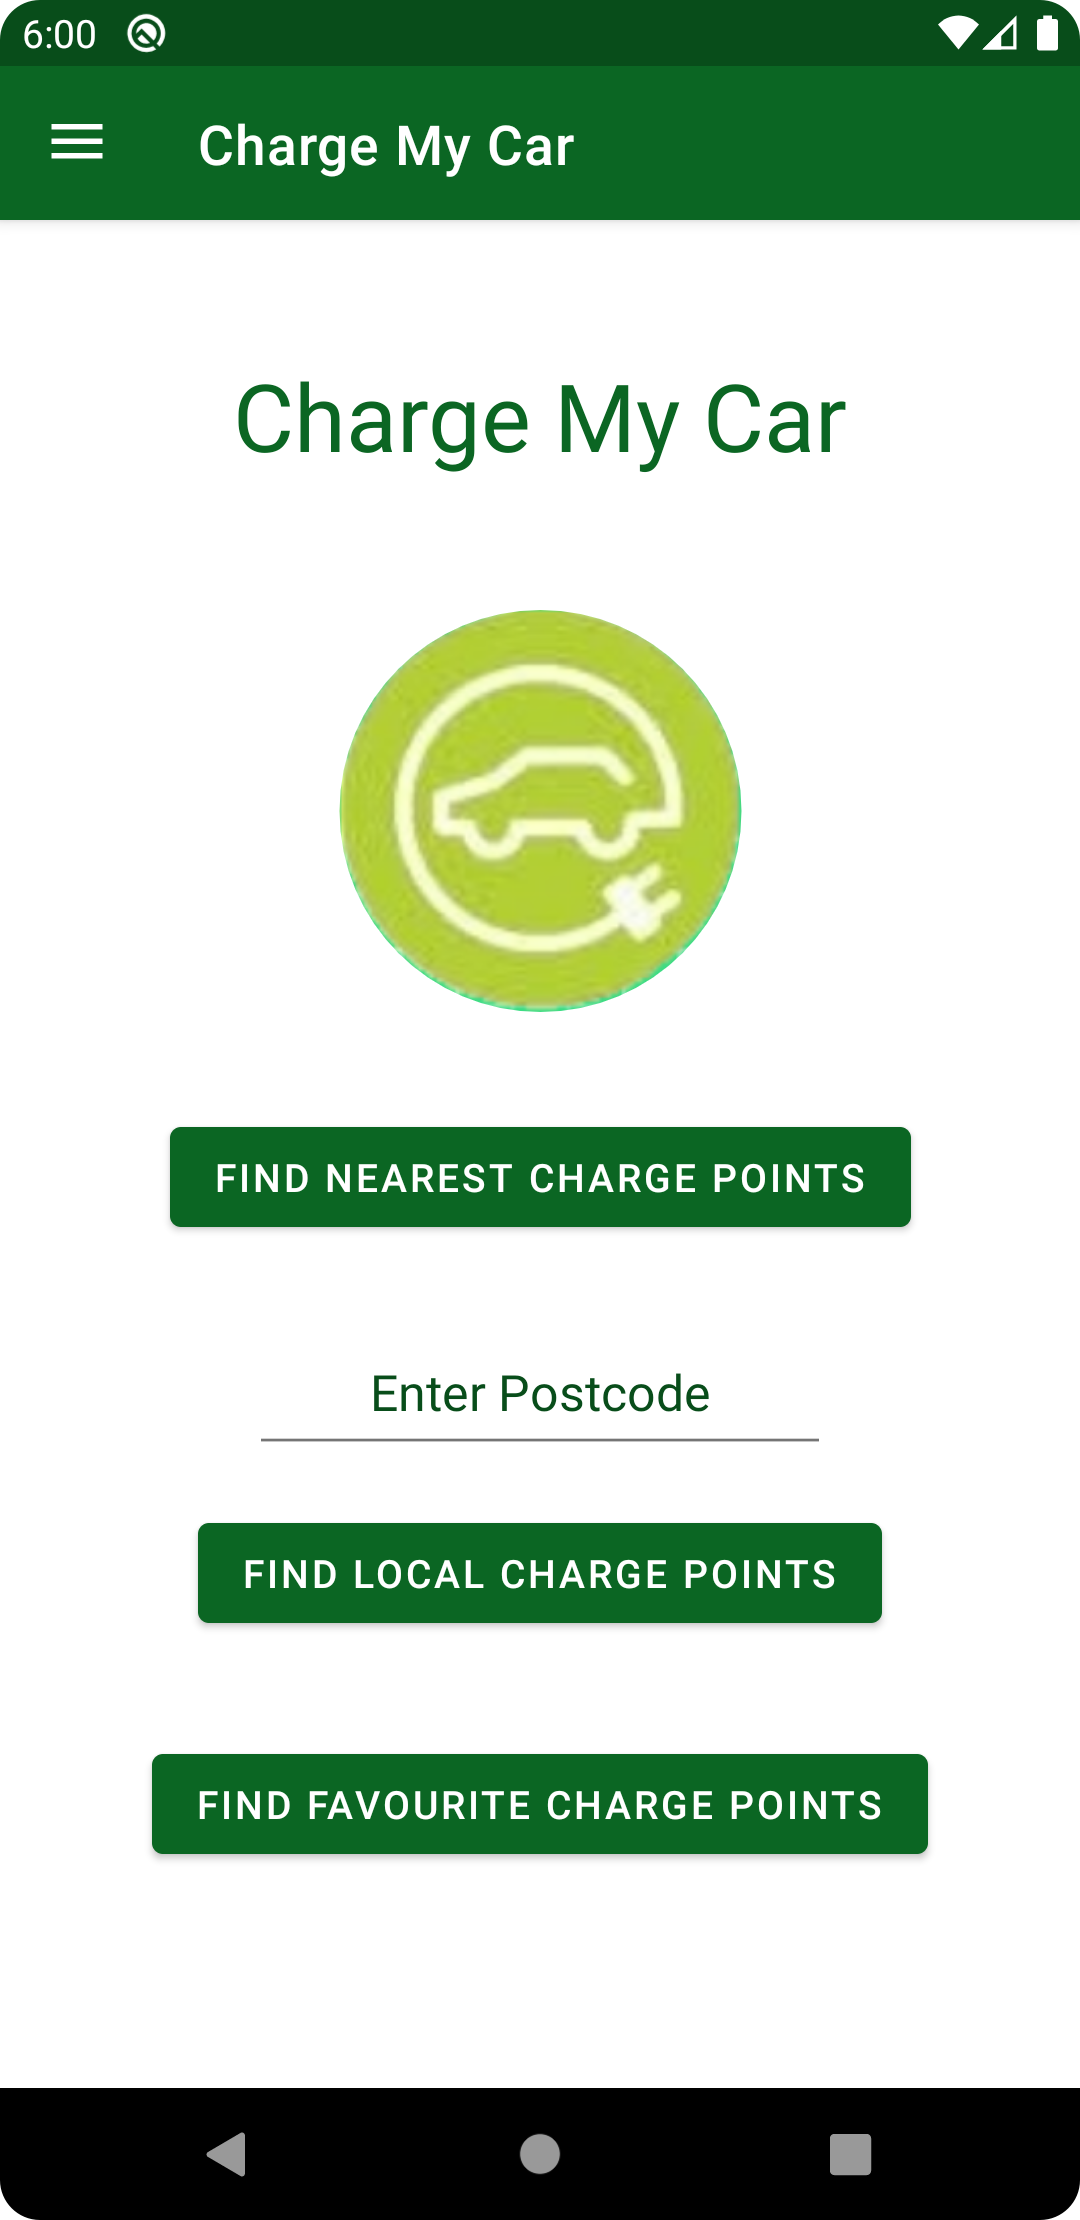 6:00
Charge My Car
Charge My Car
FIND NEAREST CHARGE POINTS
Enter Postcode
FIND LOCAL CHARGE POINTS
FIND FAVOURITE CHARGE POINTS